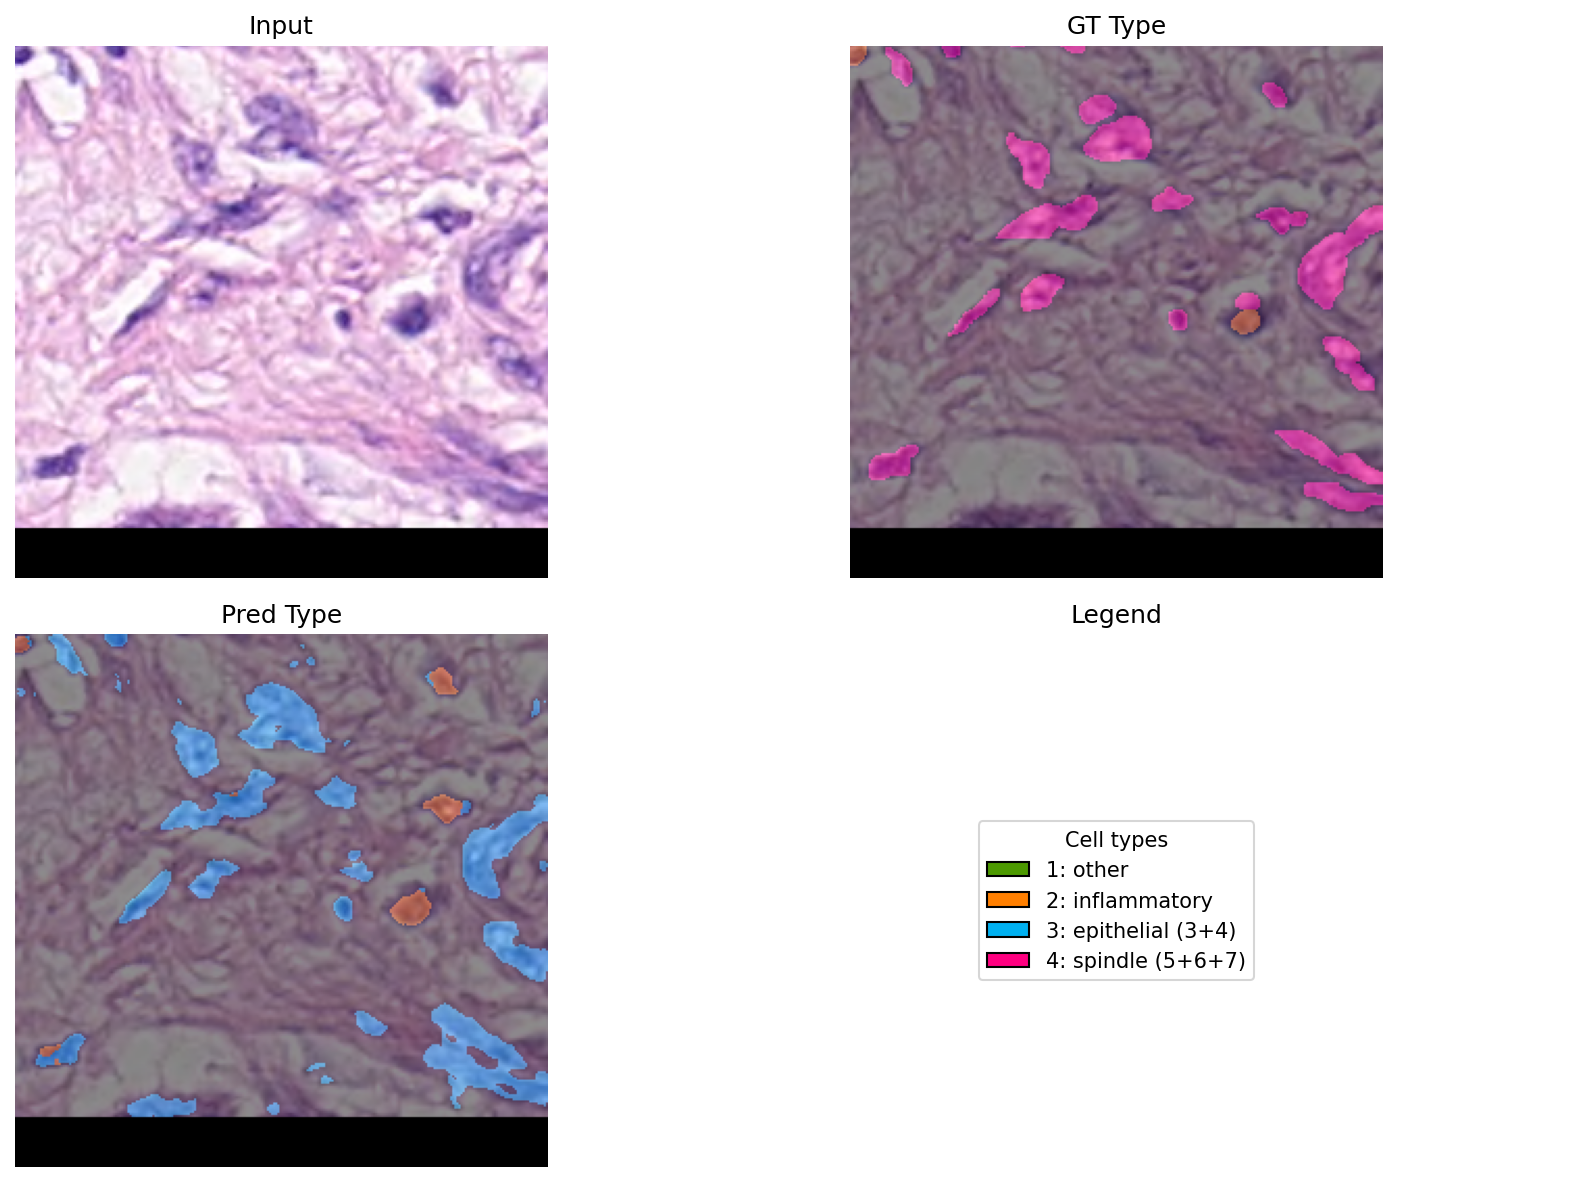 Input
GT Type
Pred Type
Legend
Cell types
1: other
2: inflammatory
3: epithelial (3+4)
4: spindle (5+6+7)